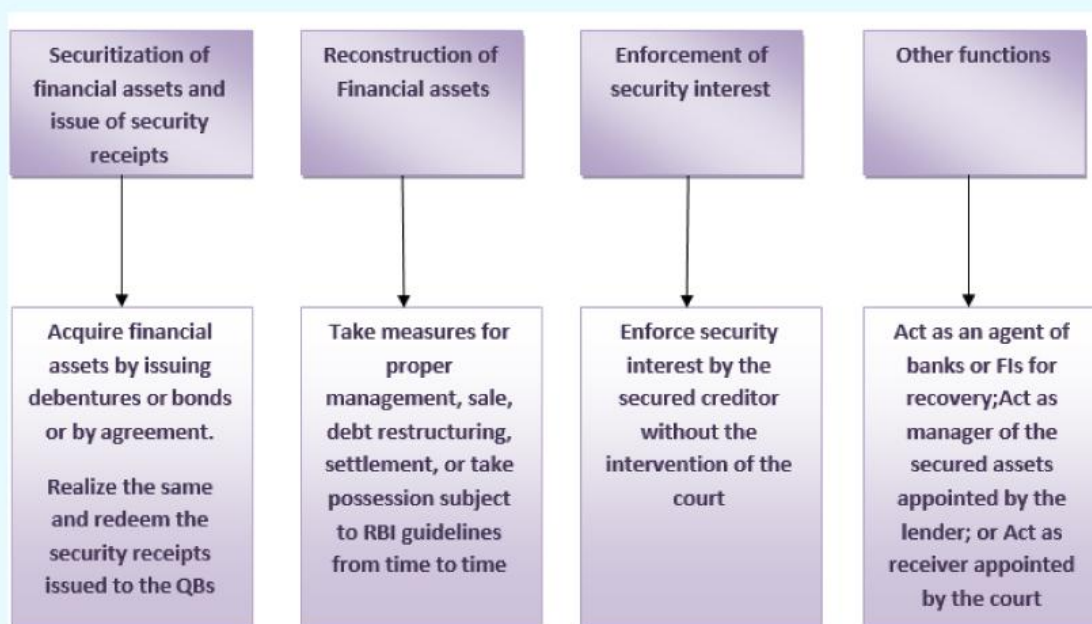 Securitization of
financial assets and
issue of security
receipts
Reconstruction of
Financial assets
Enforcement of
security interest
Other functions
Acquire financial
assets by issuing
debentures or bonds
or by agreement.
Realize the same
and redeem the
security receipts
issued to the QBs
Take measures for
proper
management, sale,
debt restructuring,
settlement, or take
possession subject
to RBI guidelines
from time to time
Enforce security
interest by the
secured creditor
without the
intervention of the
court
Act as an agent of
banks or FIs for
recovery;Act as
manager of the
secured assets
appointed by the
lender; or Act as
receiver appointed
by the court